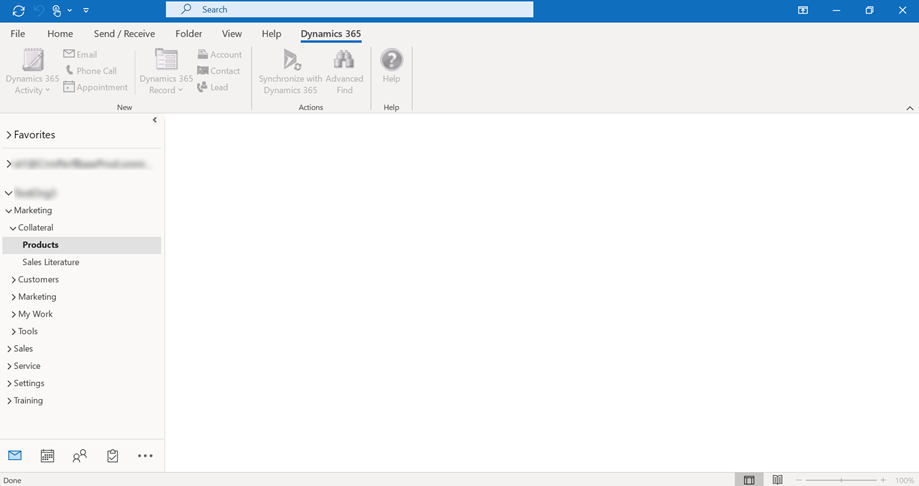 Search
File Home Send / Receive Folder View Help Dynamics 365
Email Account
Phone Call Contact
Dynamics 365 Dynamics 365 Synchronize with Advanced Help
Activity Appointment Record Lead Dynamics 365 Find
New Actions Help
Favorites
Marketing
Collateral
Products
Sales Literature
Customers
Marketing
My Work
Tools
Sales
Service
Settings
Training
Done 100%